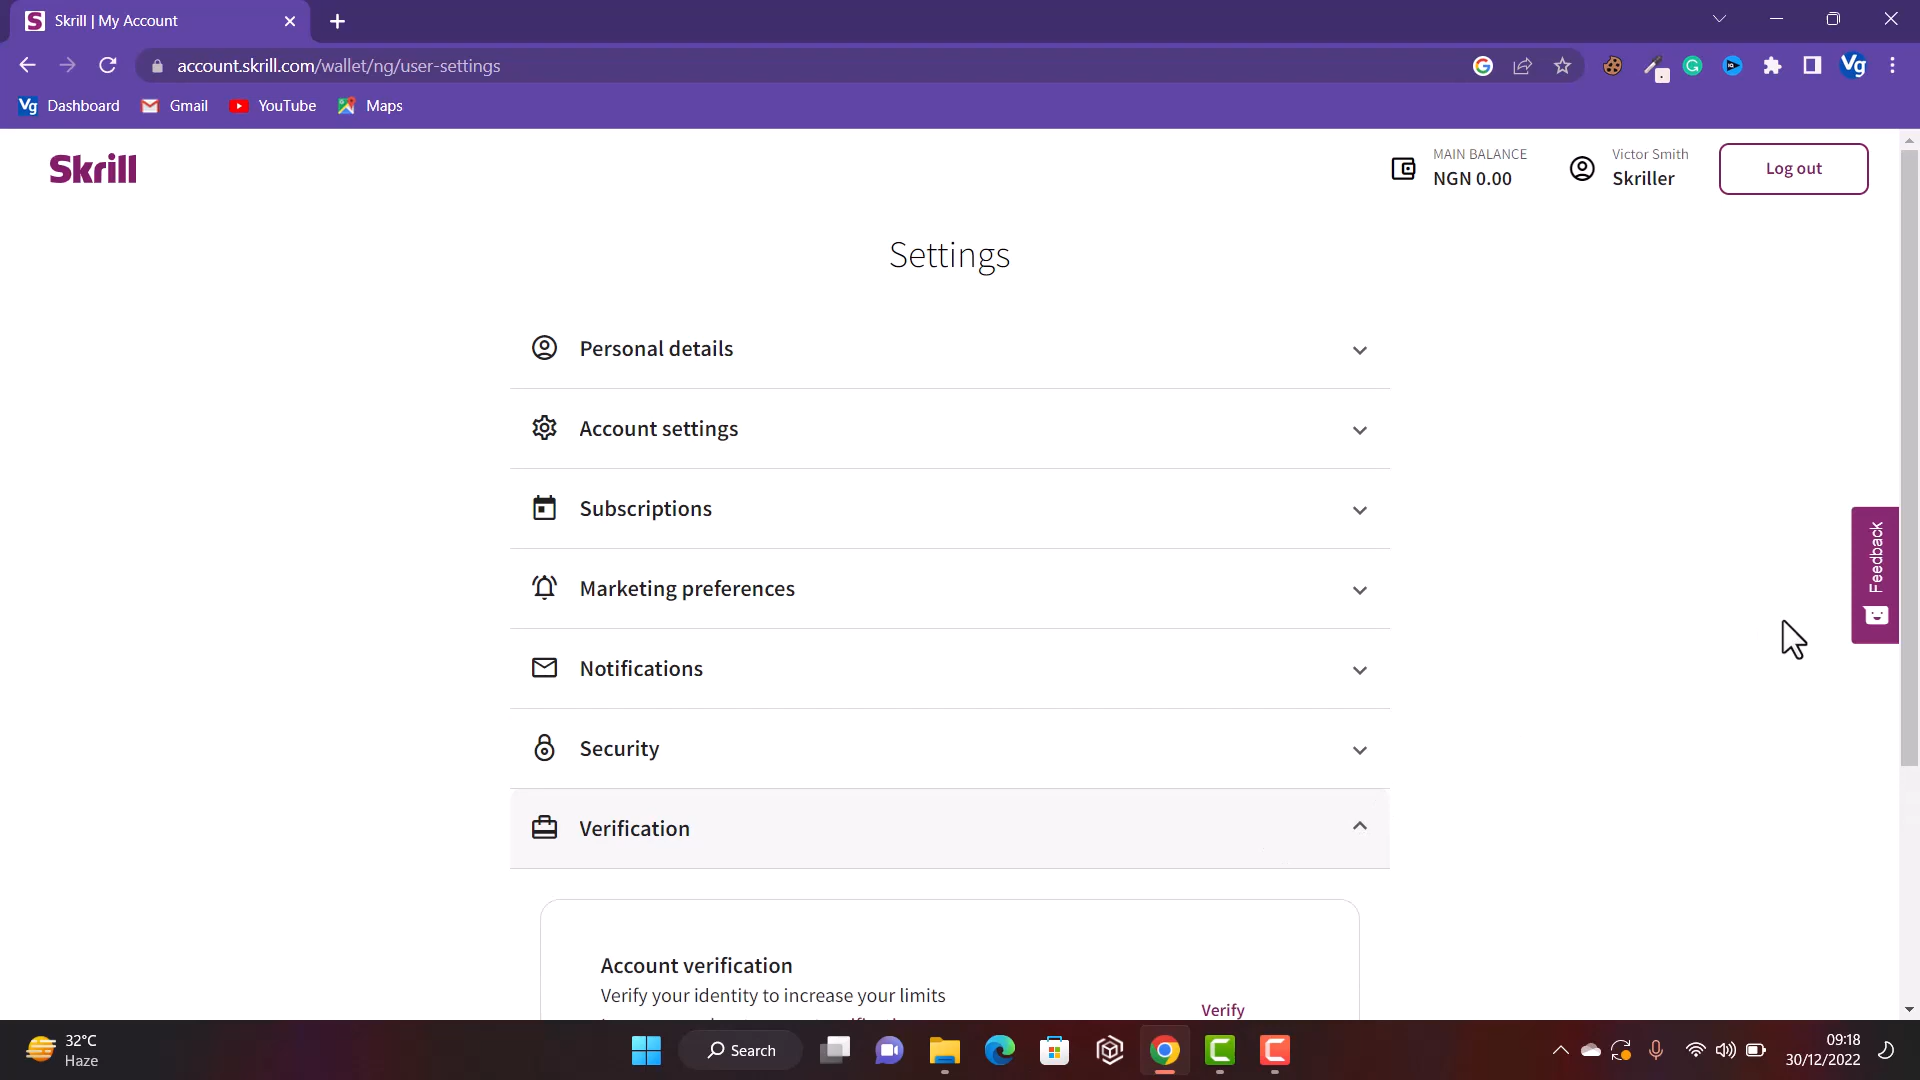 Skrill | My Account
account.skrill.com/wallet/ng/user-settings
Vg Dashboard Gmail YouTube Maps
Skrill
MAIN BALANCE
NGN 0.00
Victor Smith
Skriller
Log out
Settings
Personal details
Account settings
Subscriptions
Marketing preferences
Notifications
Security
Verification
Account verification
Verify your identity to increase your limits
Verify
Feedback
32°C
Haze
Search
09:18
30/12/2022